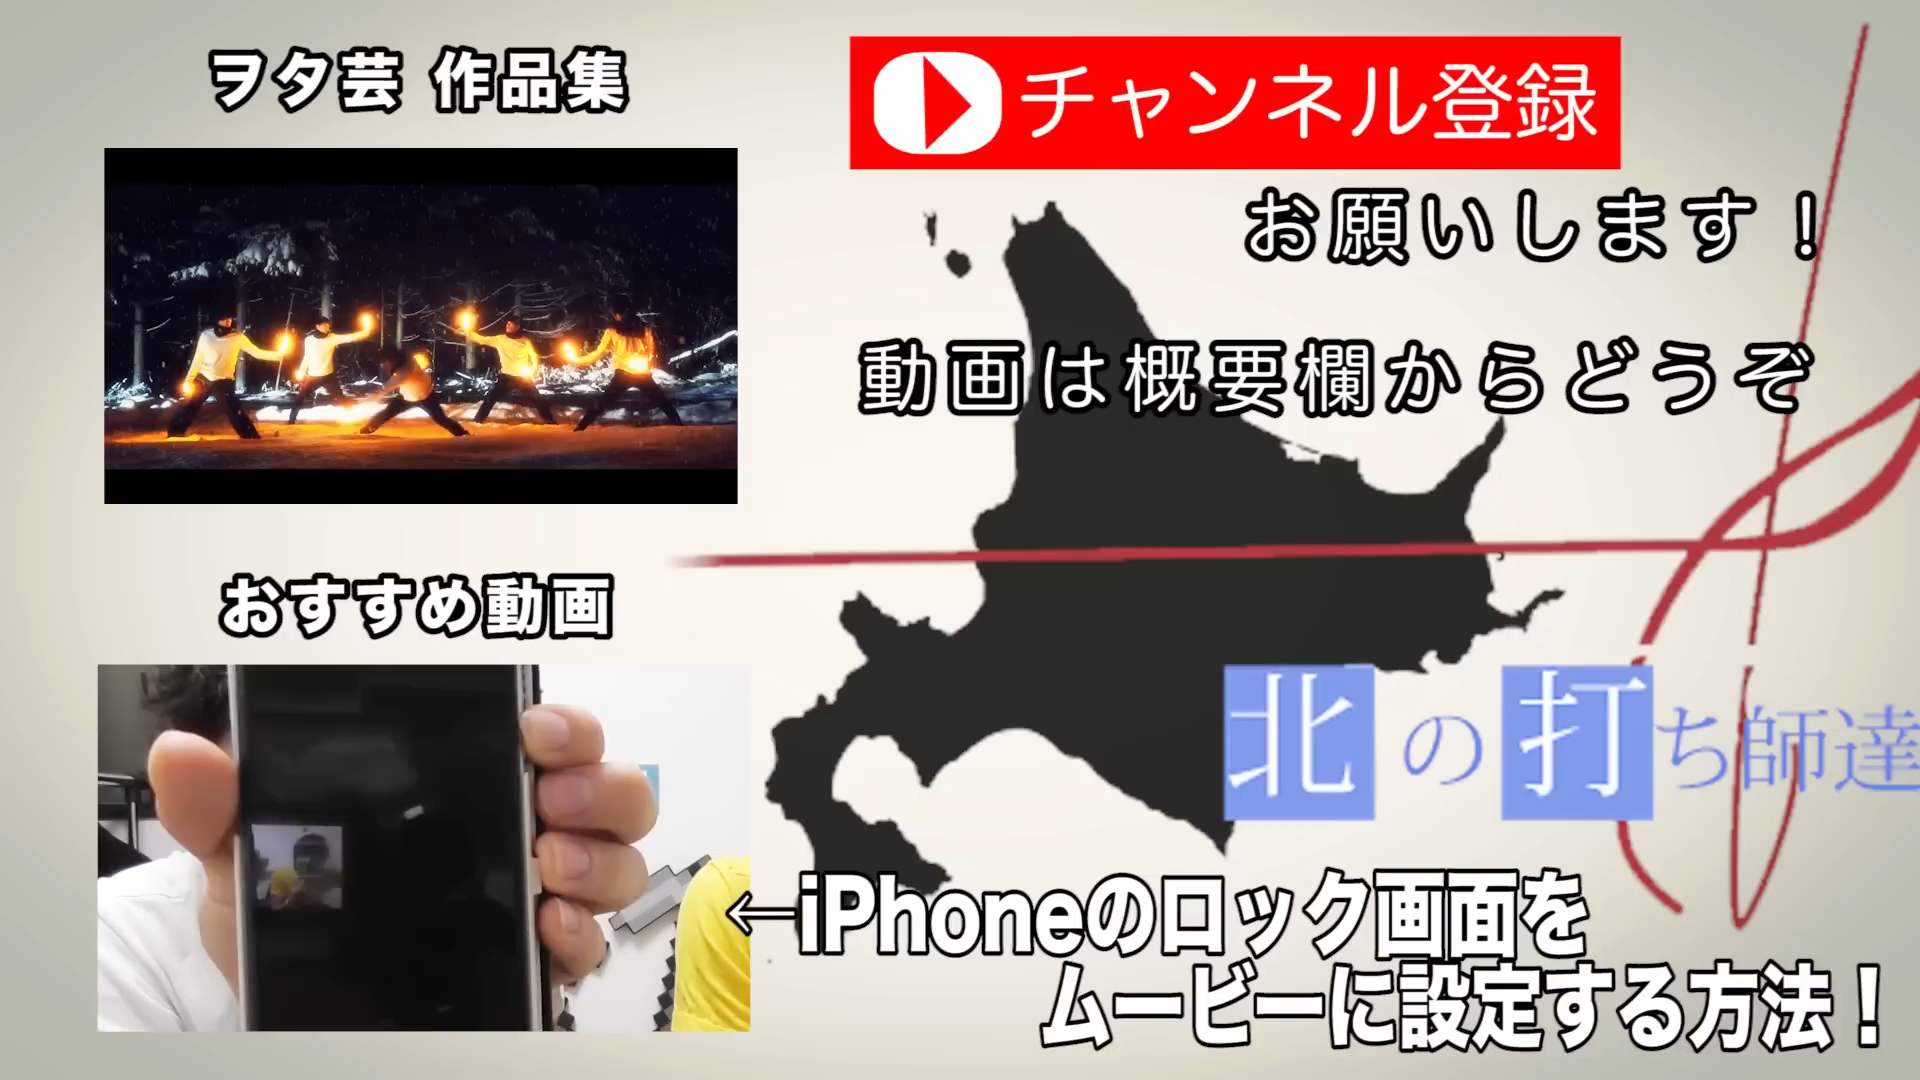 ヲタ芸 作品集
チャンネル登録
お願いします！
動画は概要欄からどうぞ
おすすめ動画
北の打ち師達
←iPhoneのロック画面を
ムービーに設定する方法！